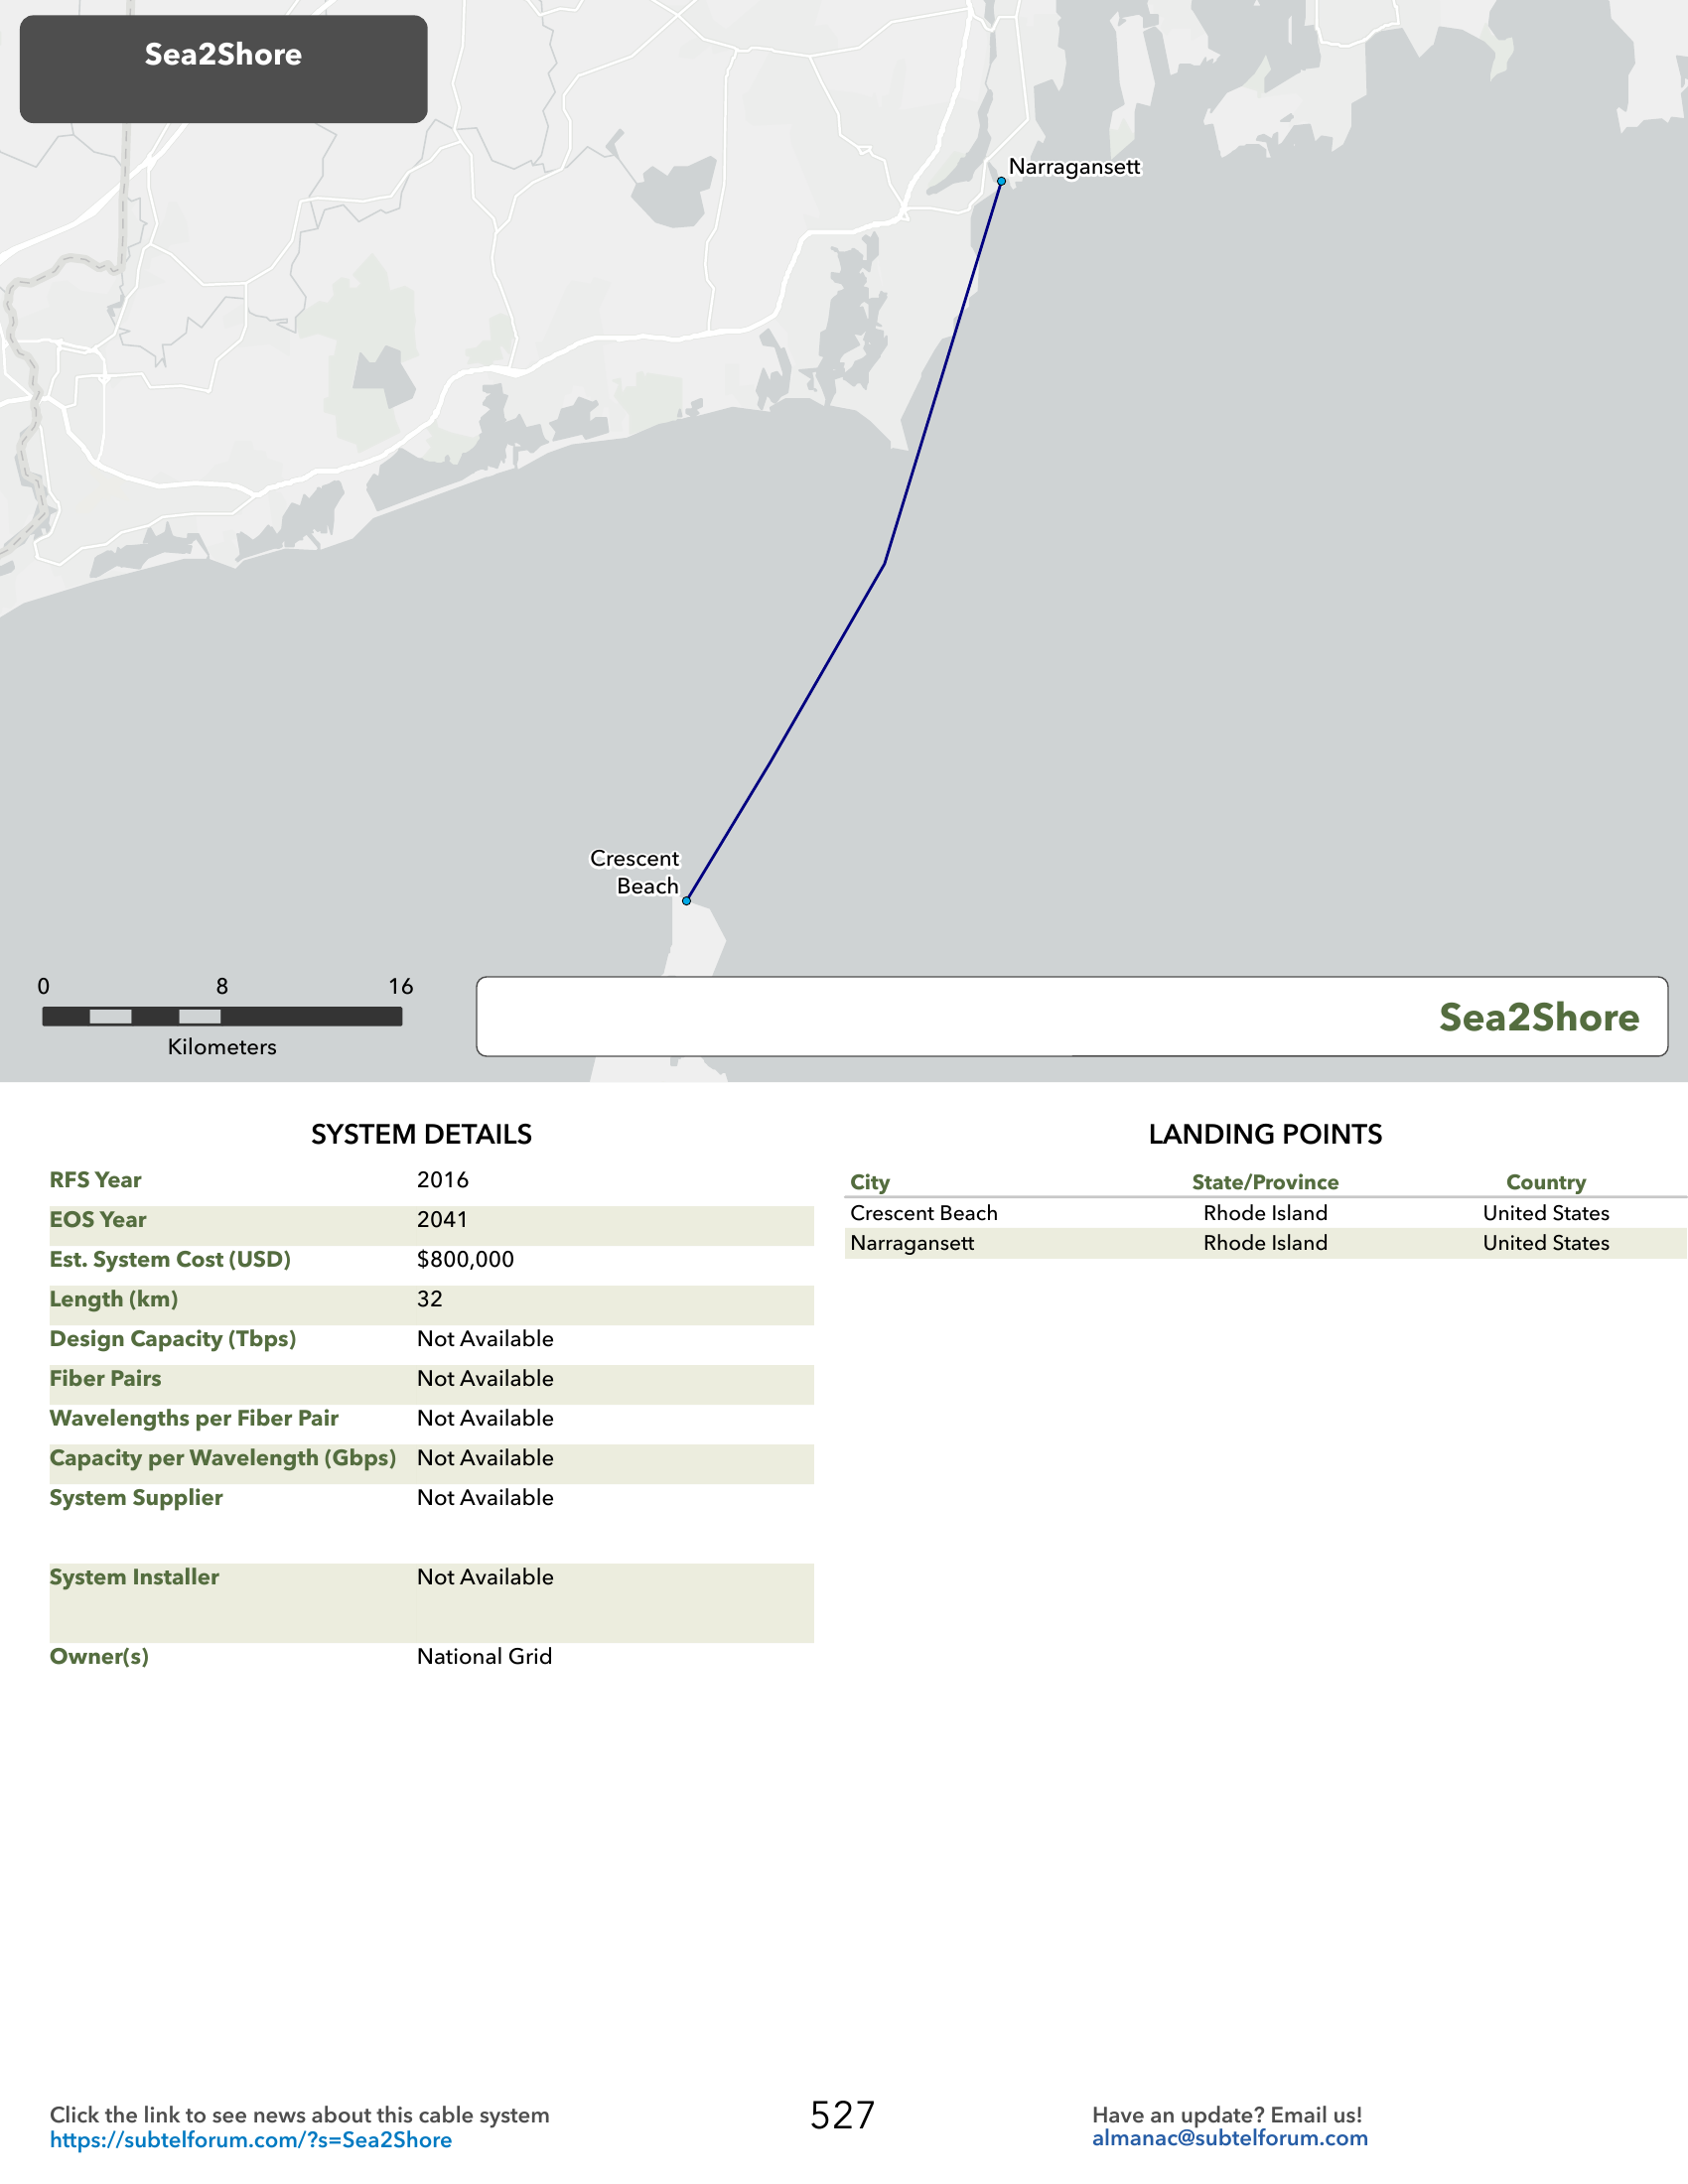 Sea2Shore
Narragansett
Crescent
Beach
0 8 16
Kilometers
Sea2Shore
SYSTEM DETAILS
RFS Year 2016
EOS Year 2041
Est. System Cost (USD) $800,000
Length (km) 32
Design Capacity (Tbps) Not Available
Fiber Pairs Not Available
Wavelengths per Fiber Pair Not Available
Capacity per Wavelength (Gbps) Not Available
System Supplier Not Available
System Installer Not Available
Owner(s) National Grid
LANDING POINTS
City State/Province Country
Crescent Beach Rhode Island United States
Narragansett Rhode Island United States
Click the link to see news about this cable system
https://subtelforum.com/?s=Sea2Shore
527
Have an update? Email us!
almanac@subtelforum.com